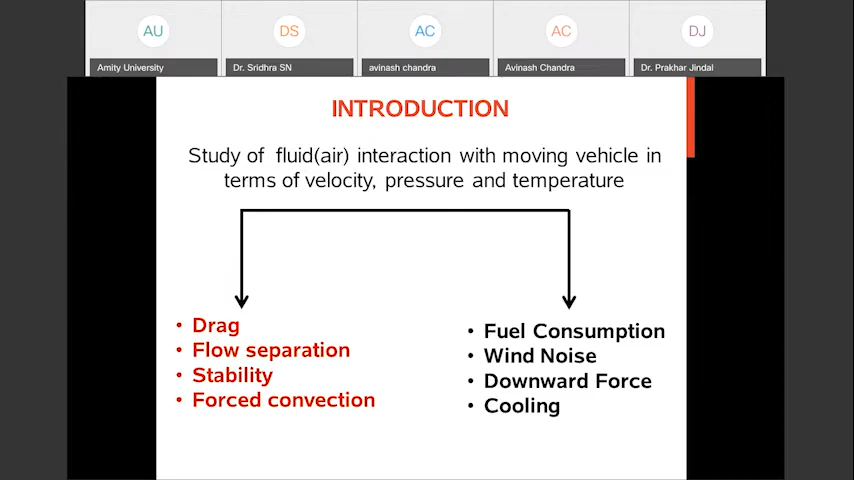 AU
DS
AC
AC
DJ
Amity University
Dr. Sridhra SN
avinash chandra
Avinash Chandra
Dr. Prakhar Jindal
INTRODUCTION
Study of fluid(air) interaction with moving vehicle in
terms of velocity, pressure and temperature
• Drag
• Flow separation
• Stability
• Forced convection
• Fuel Consumption
• Wind Noise
• Downward Force
• Cooling